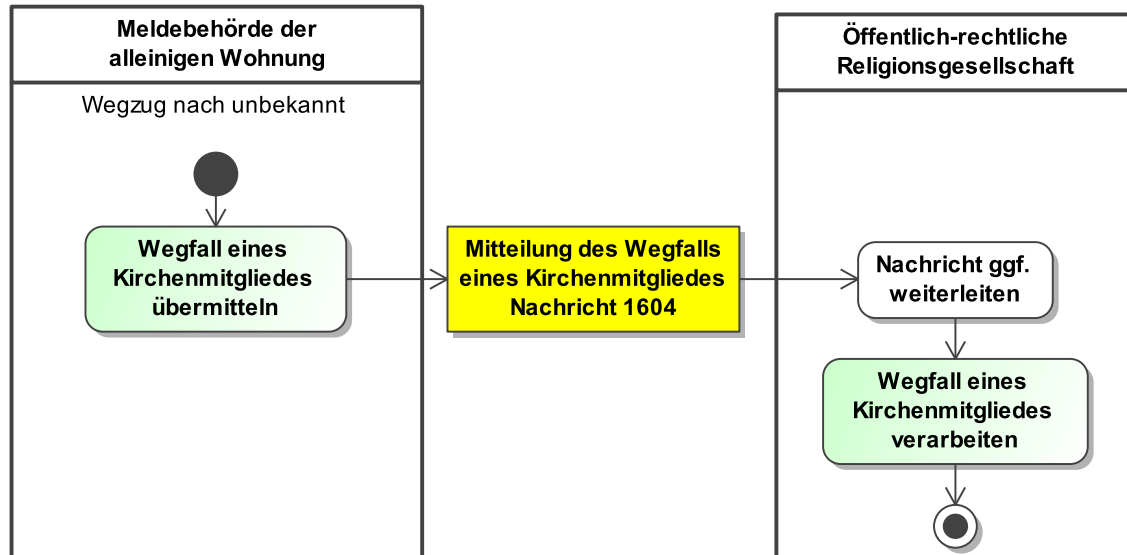 Meldebehörde der
alleinigen Wohnung
Wegzug nach unbekannt
Wegfall eines
Kirchenmitgliedes
übermitteln
Mitteilung des Wegfalls
eines Kirchenmitgliedes
Nachricht 1604
Öffentlich-rechtliche
Religionsgesellschaft
Nachricht ggf.
weiterleiten
Wegfall eines
Kirchenmitgliedes
verarbeiten